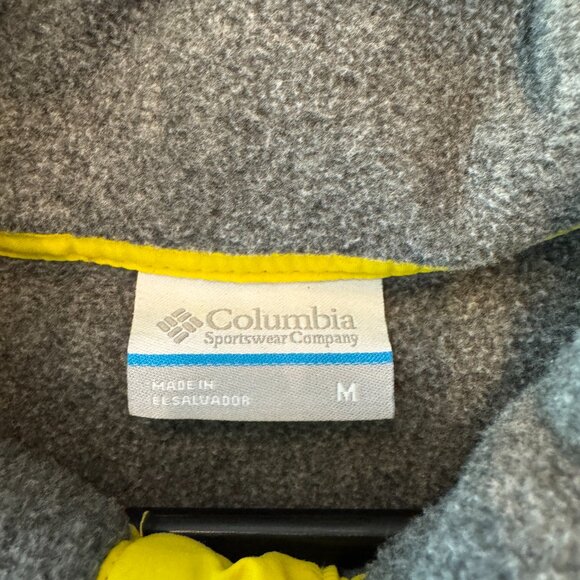 Columbia
Sportswear Company
MADE IN
EL SALVADOR
M